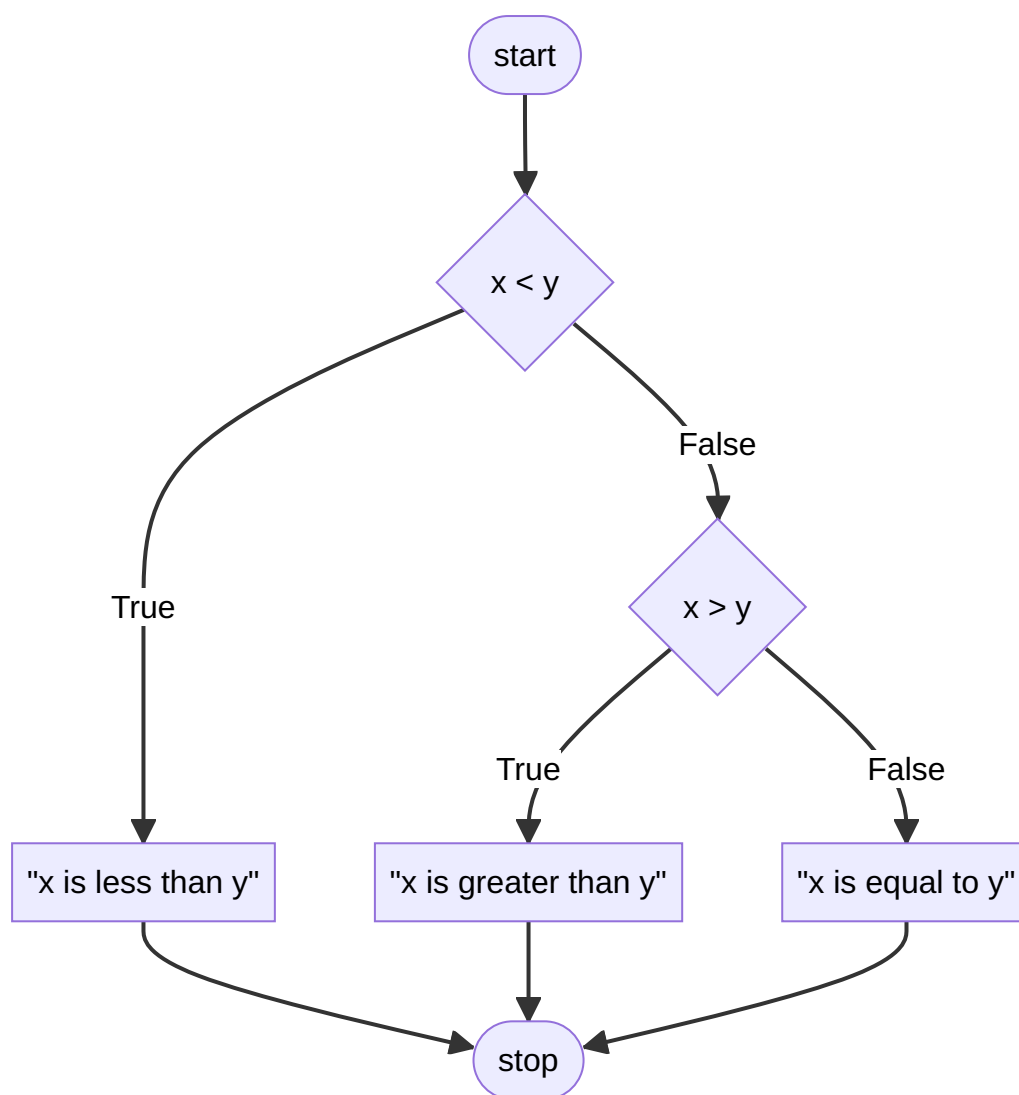 start
x < y
False
True
x > y
True
False
"x is less than y"
"x is greater than y"
"x is equal to y"
stop